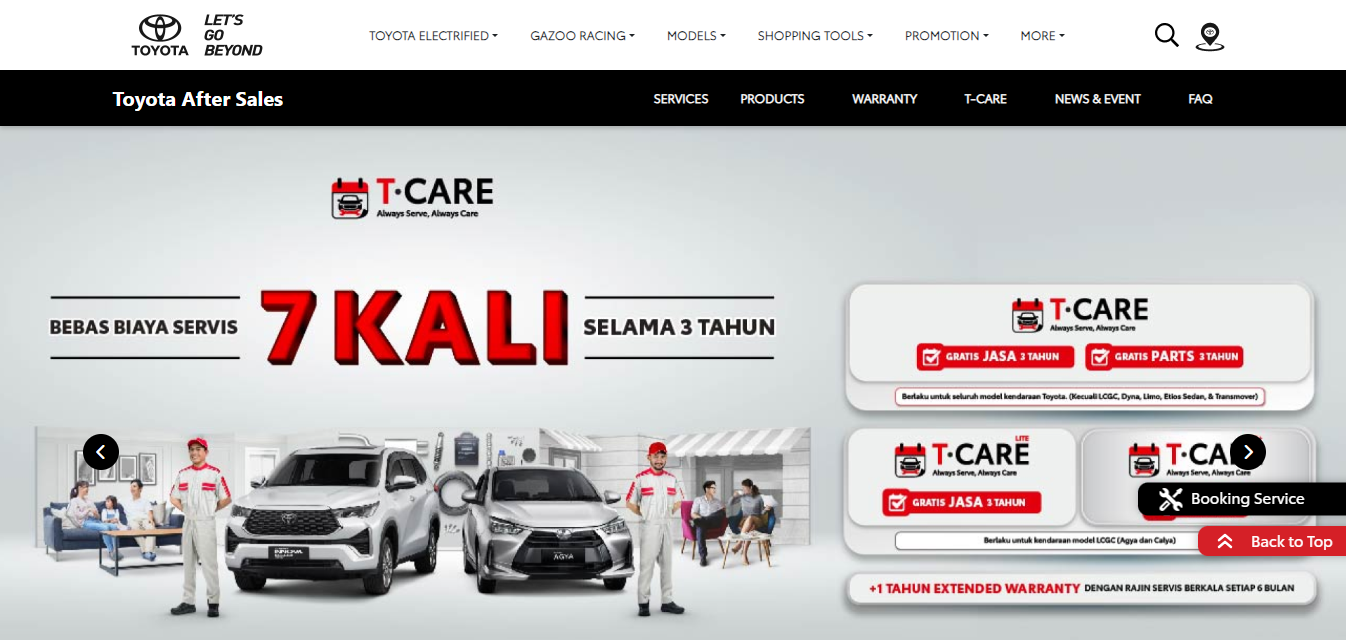 TOYOTA
LET'S
GO
BEYOND
TOYOTA ELECTRIFIED
GAZOO RACING
MODELS
SHOPPING TOOLS
PROMOTION
MORE
Toyota After Sales
SERVICES
PRODUCTS
WARRANTY
T-CARE
NEWS & EVENT
FAQ
T·CARE
Always Serve, Always Care
BEBAS BIAYA SERVIS
7 KALI
SELAMA 3 TAHUN
T·CARE
Always Serve, Always Care
GRATIS JASA 3 TAHUN
GRATIS PARTS 3 TAHUN
Berlaku untuk seluruh model kendaraan Toyota. (Kecuali LCGC, Dyna, Limo, Etios Sedan, & Transmover)
T·CARE LITE
Always Serve, Always Care
GRATIS JASA 3 TAHUN
T·CA
Always Serve, Always Care
Berlaku untuk kendaraan model LCGC (Agya dan Calya)
Booking Service
Back to Top
+1 TAHUN EXTENDED WARRANTY DENGAN RAJIN SERVIS BERKALA SETIAP 6 BULAN
AGYA